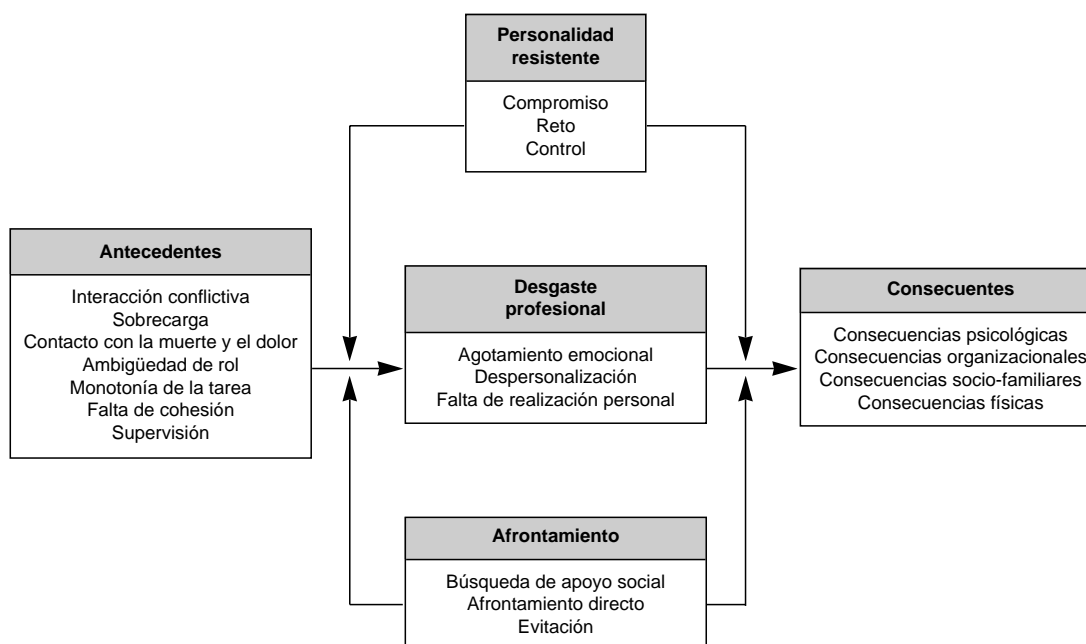 Personalidad
resistente
Compromiso
Reto
Control
Antecedentes
Interacción conflictiva
Sobrecarga
Contacto con la muerte y el dolor
Ambigüedad de rol
Monotonía de la tarea
Falta de cohesión
Supervisión
Desgaste
profesional
Agotamiento emocional
Despersonalización
Falta de realización personal
Consecuentes
Consecuencias psicológicas
Consecuencias organizacionales
Consecuencias socio-familiares
Consecuencias físicas
Afrontamiento
Búsqueda de apoyo social
Afrontamiento directo
Evitación